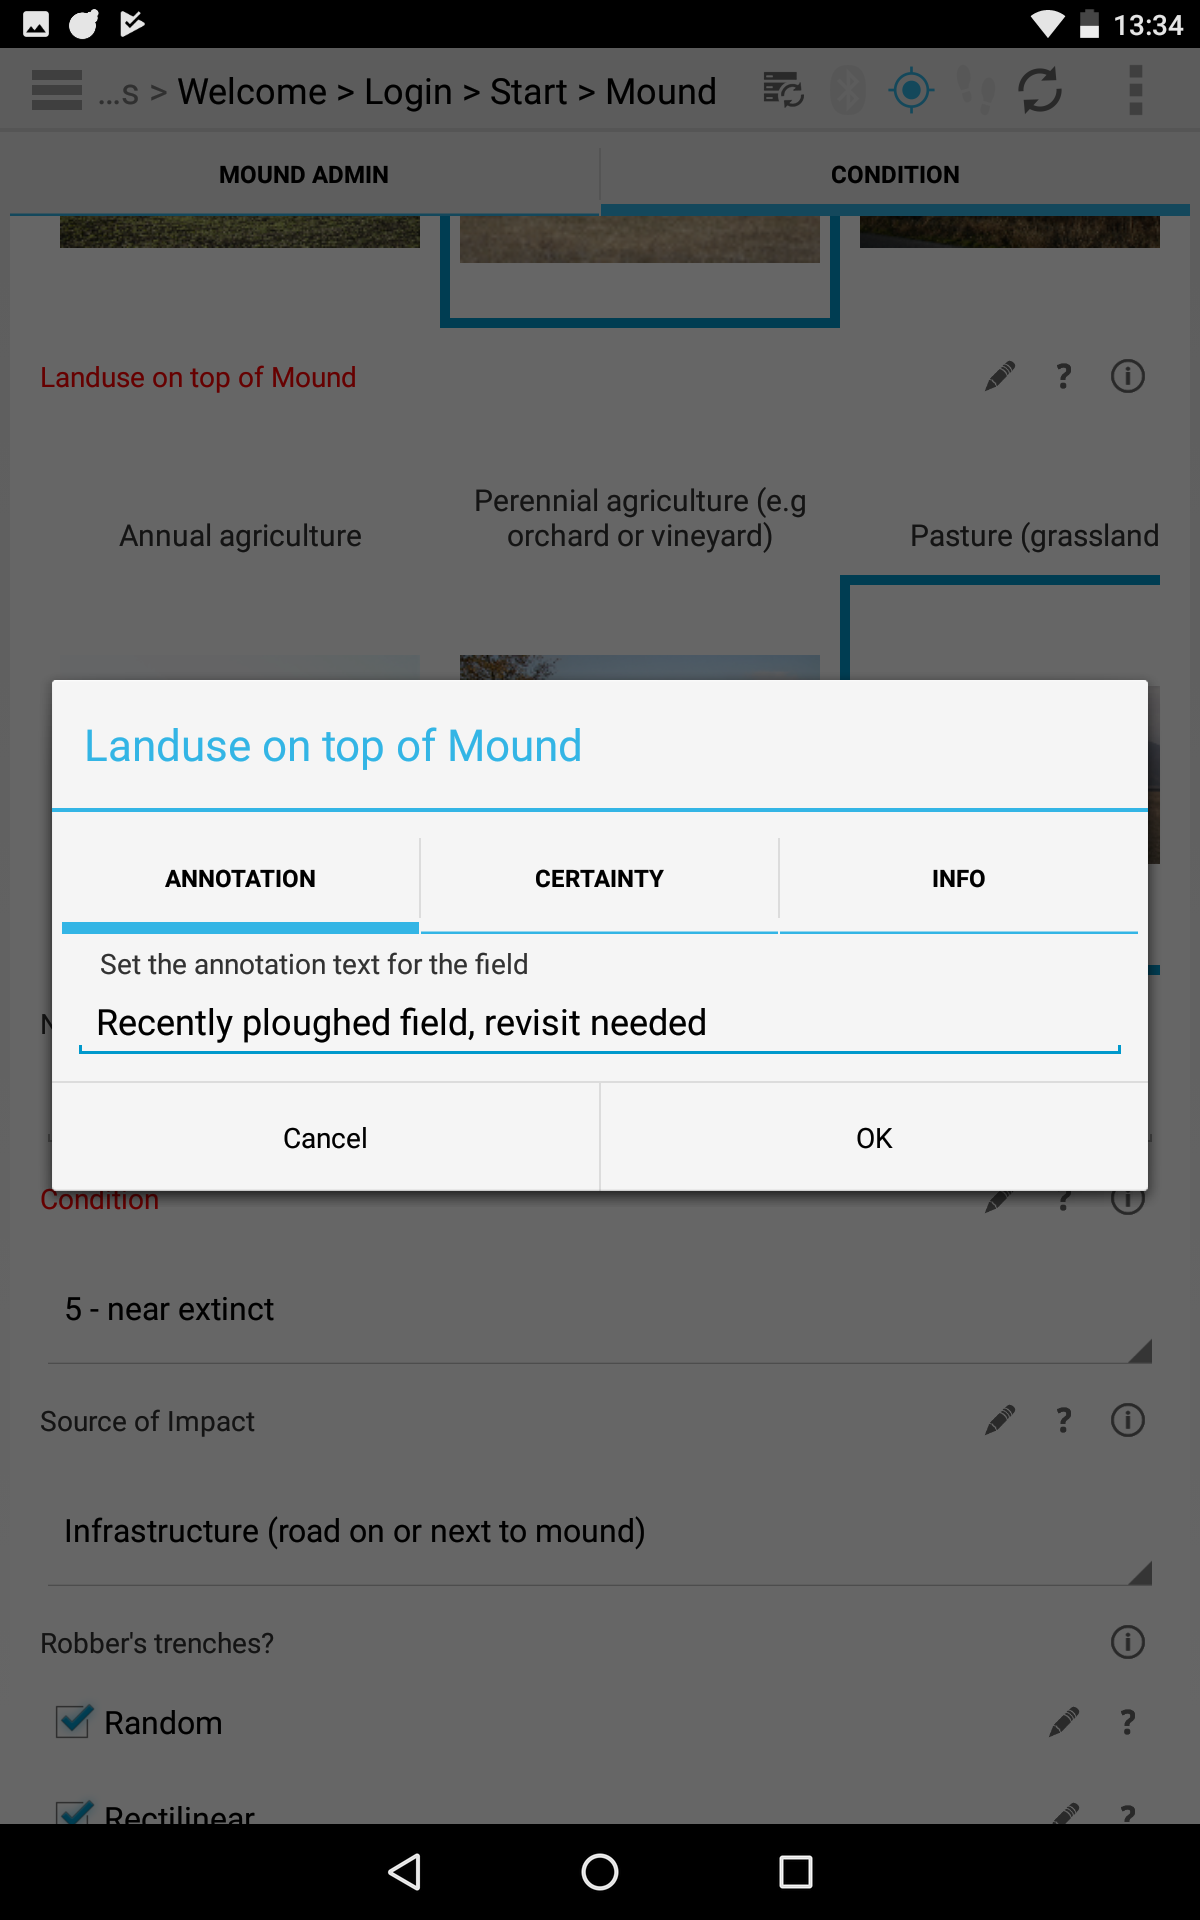 13:34
...s > Welcome > Login > Start > Mound
MOUND ADMIN
CONDITION
Landuse on top of Mound
?
Annual agriculture
Perennial agriculture (e.g
orchard or vineyard)
Pasture (grassland
Landuse on top of Mound
ANNOTATION
CERTAINTY
INFO
Set the annotation text for the field
Recently ploughed field, revisit needed
Cancel
OK
Condition
?
5 - near extinct
Source of Impact
?
Infrastructure (road on or next to mound)
Robber's trenches?
Random
?
Rectilinear
?